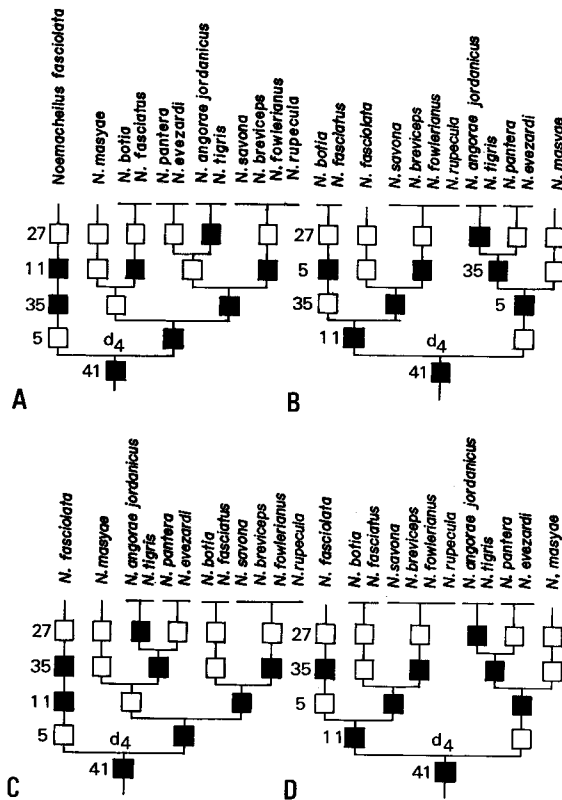 Noemacheilus fasciolata
N. masyae
N. botia
N. fasciatus
N. pantera
N. evezardi
N. angorae jordanicus
N. tigris
N. savona
N. breviceps
N. fowlerianus
N. rupecula
27
11
35
5
d4
41
A
N. botia
N. fasciatus
N. fasciolata
N. savona
N. breviceps
N. fowlerianus
N. rupecula
N. angorae jordanicus
N. tigris
N. pantera
N. evezardi
N. masyae
27
5
35
35
5
11
d4
41
B
N. fasciolata
N. masyae
N. angorae jordanicus
N. tigris
N. pantera
N. evezardi
N. botia
N. fasciatus
N. savona
N. breviceps
N. fowlerianus
N. rupecula
27
35
11
5
d4
41
C
N. fasciolata
N. botia
N. fasciatus
N. savona
N. breviceps
N. fowlerianus
N. rupecula
N. angorae jordanicus
N. tigris
N. pantera
N. evezardi
N. masyae
27
35
5
11
d4
41
D